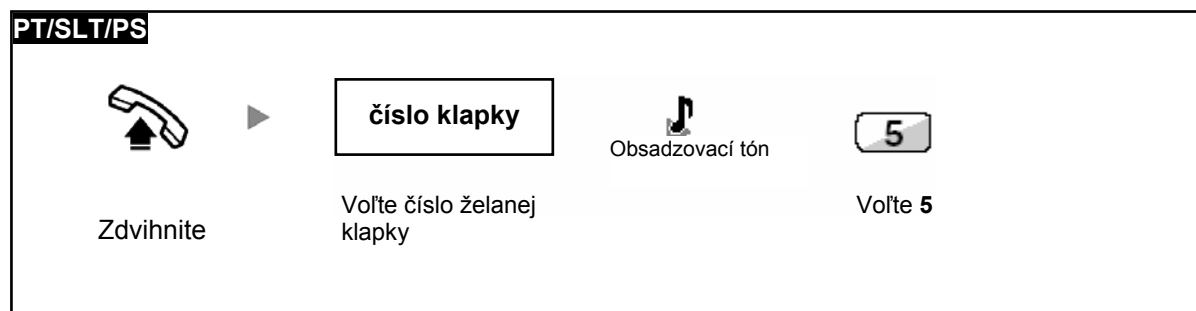 PT/SLT/PS
číslo klapky
Obsadzovací tón
5
Zdvihnite
Voľte číslo želanej
klapky
Voľte 5